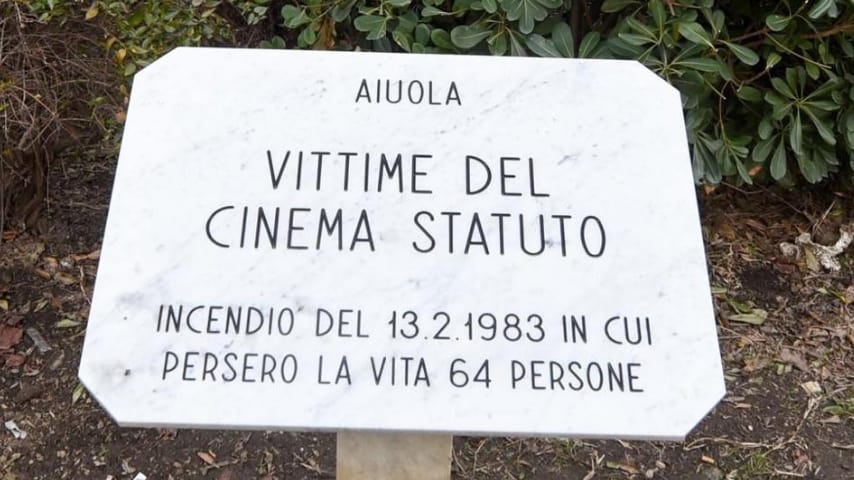 AIUOLA
VITTIME DEL
CINEMA STATUTO
INCENDIO DEL 13.2.1983 IN CUI
PERSERO LA VITA 64 PERSONE